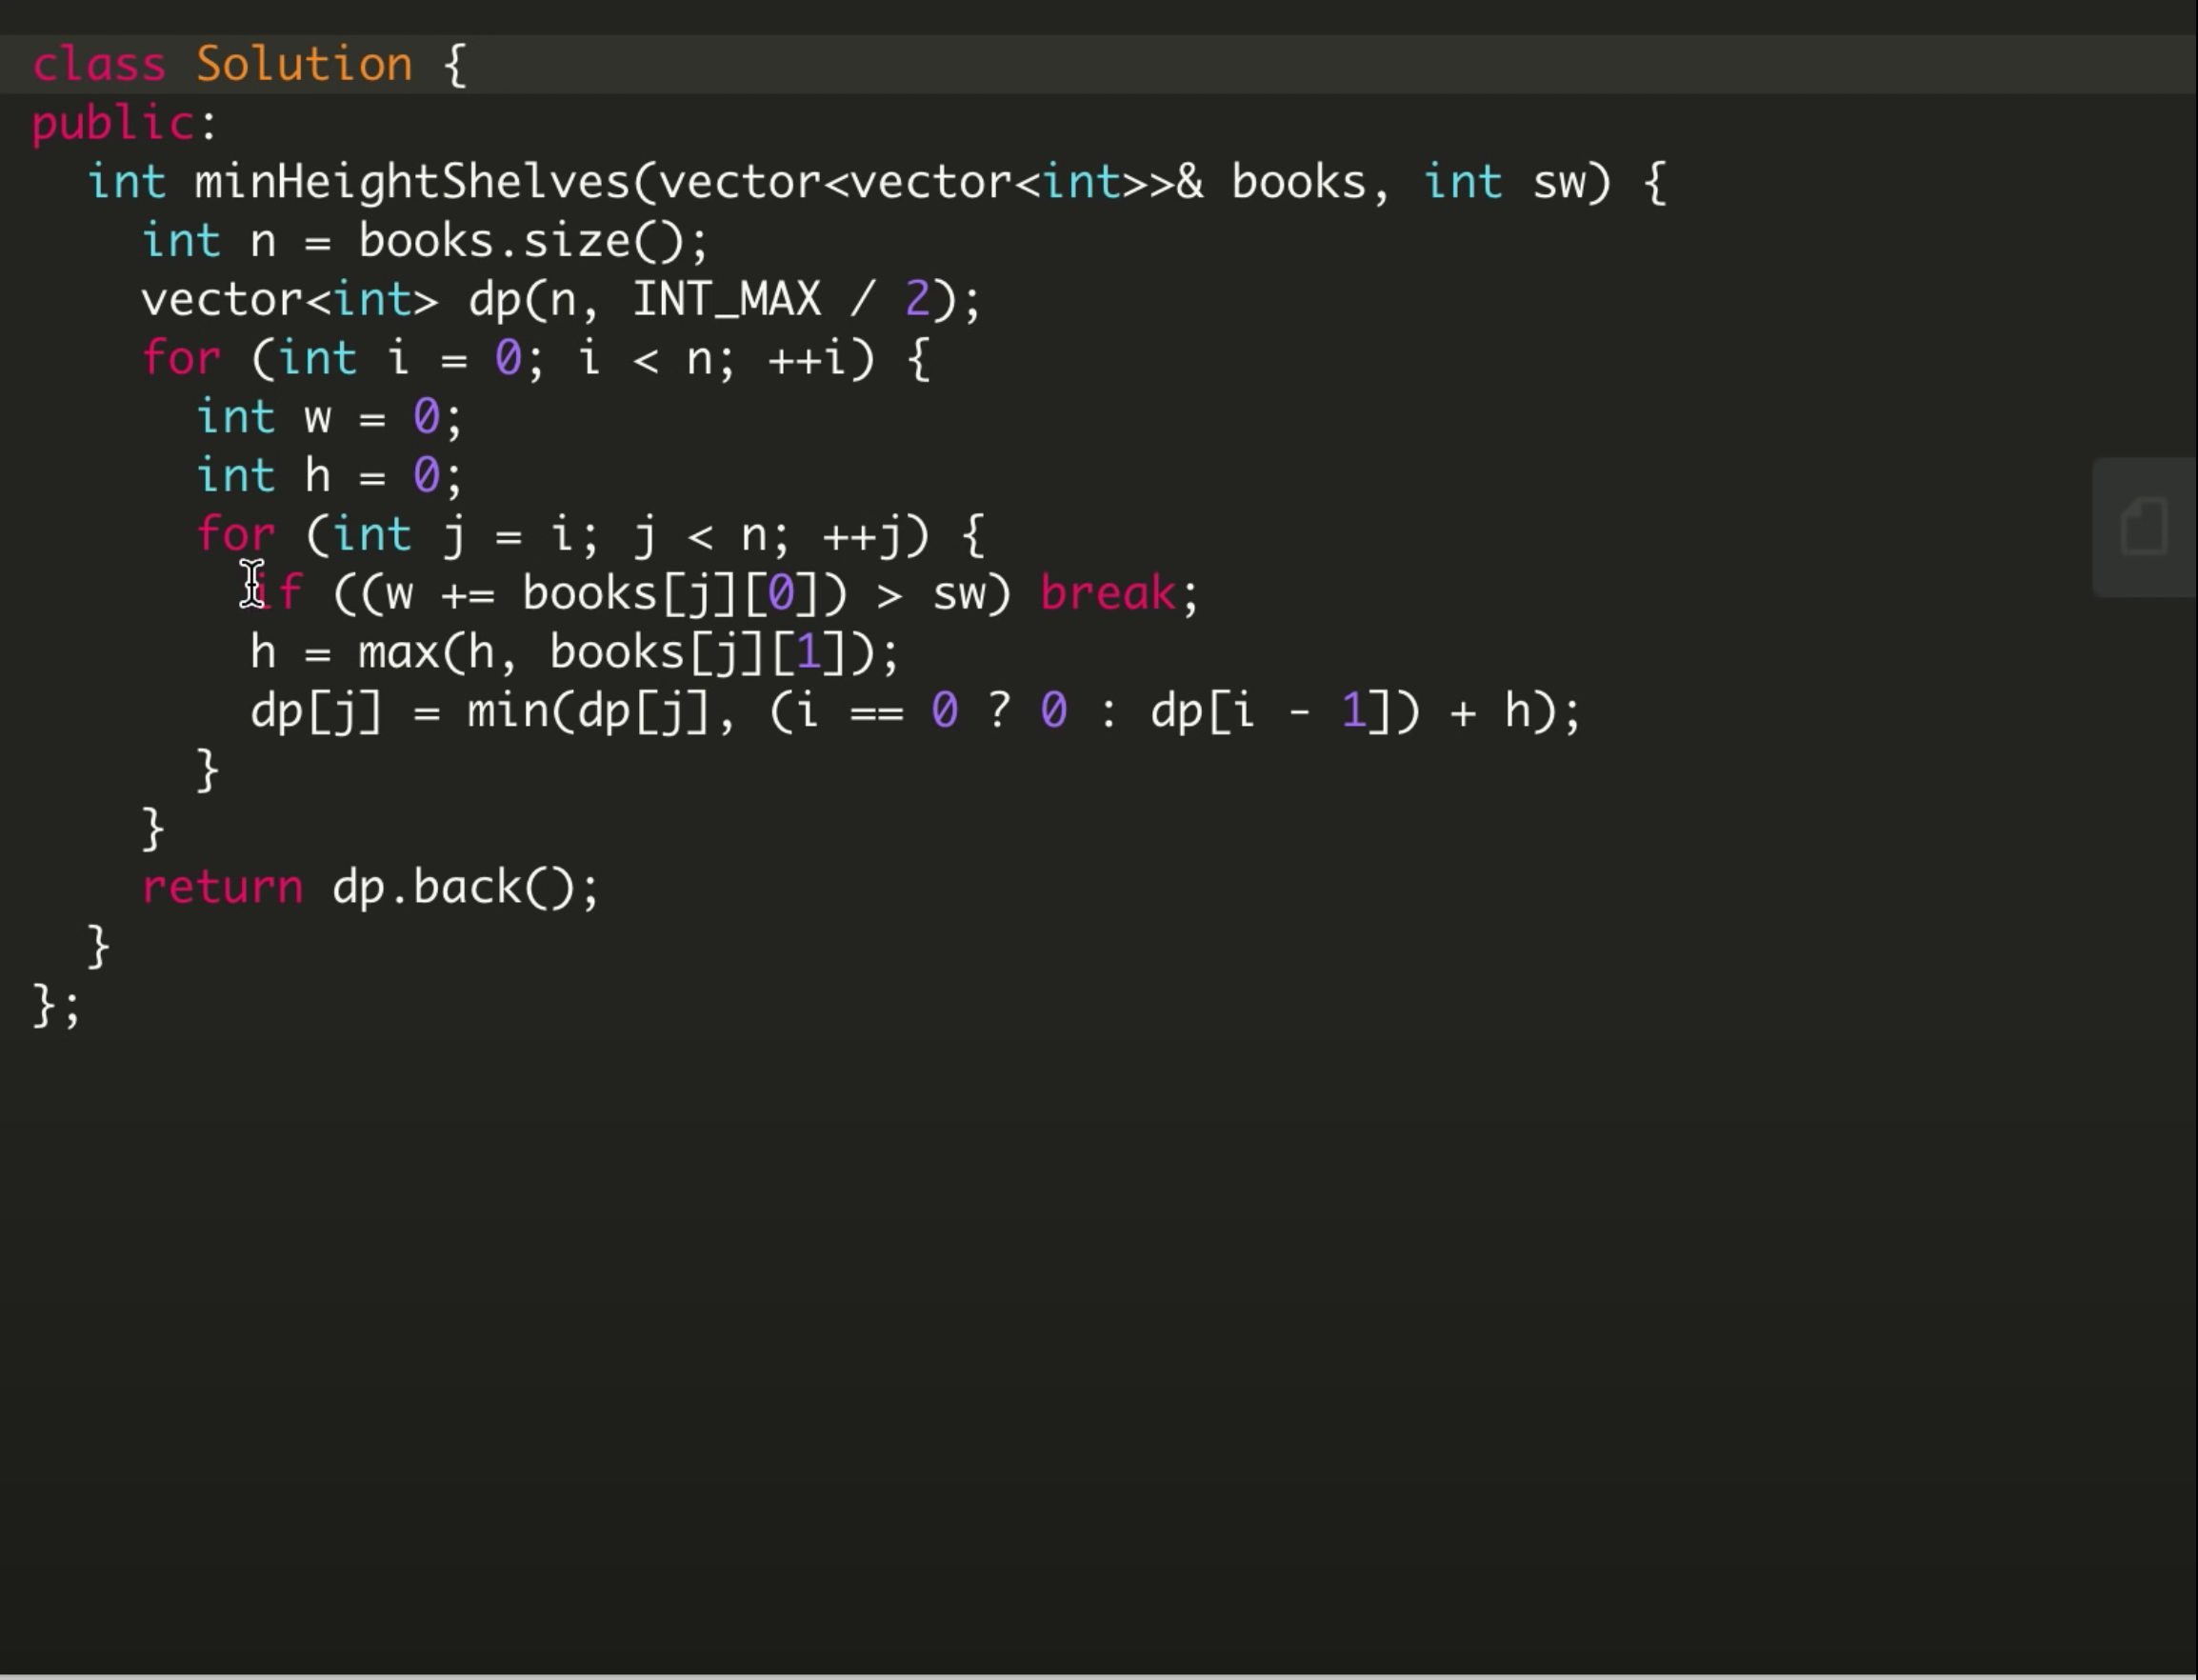 class Solution {
public:
  int minHeightShelves(vector<vector<int>>& books, int sw) {
    int n = books.size();
    vector<int> dp(n, INT_MAX / 2);
    for (int i = 0; i < n; ++i) {
      int w = 0;
      int h = 0;
      for (int j = i; j < n; ++j) {
        if ((w += books[j][0]) > sw) break;
        h = max(h, books[j][1]);
        dp[j] = min(dp[j], (i == 0 ? 0 : dp[i - 1]) + h);
      }
    }
    return dp.back();
  }
};